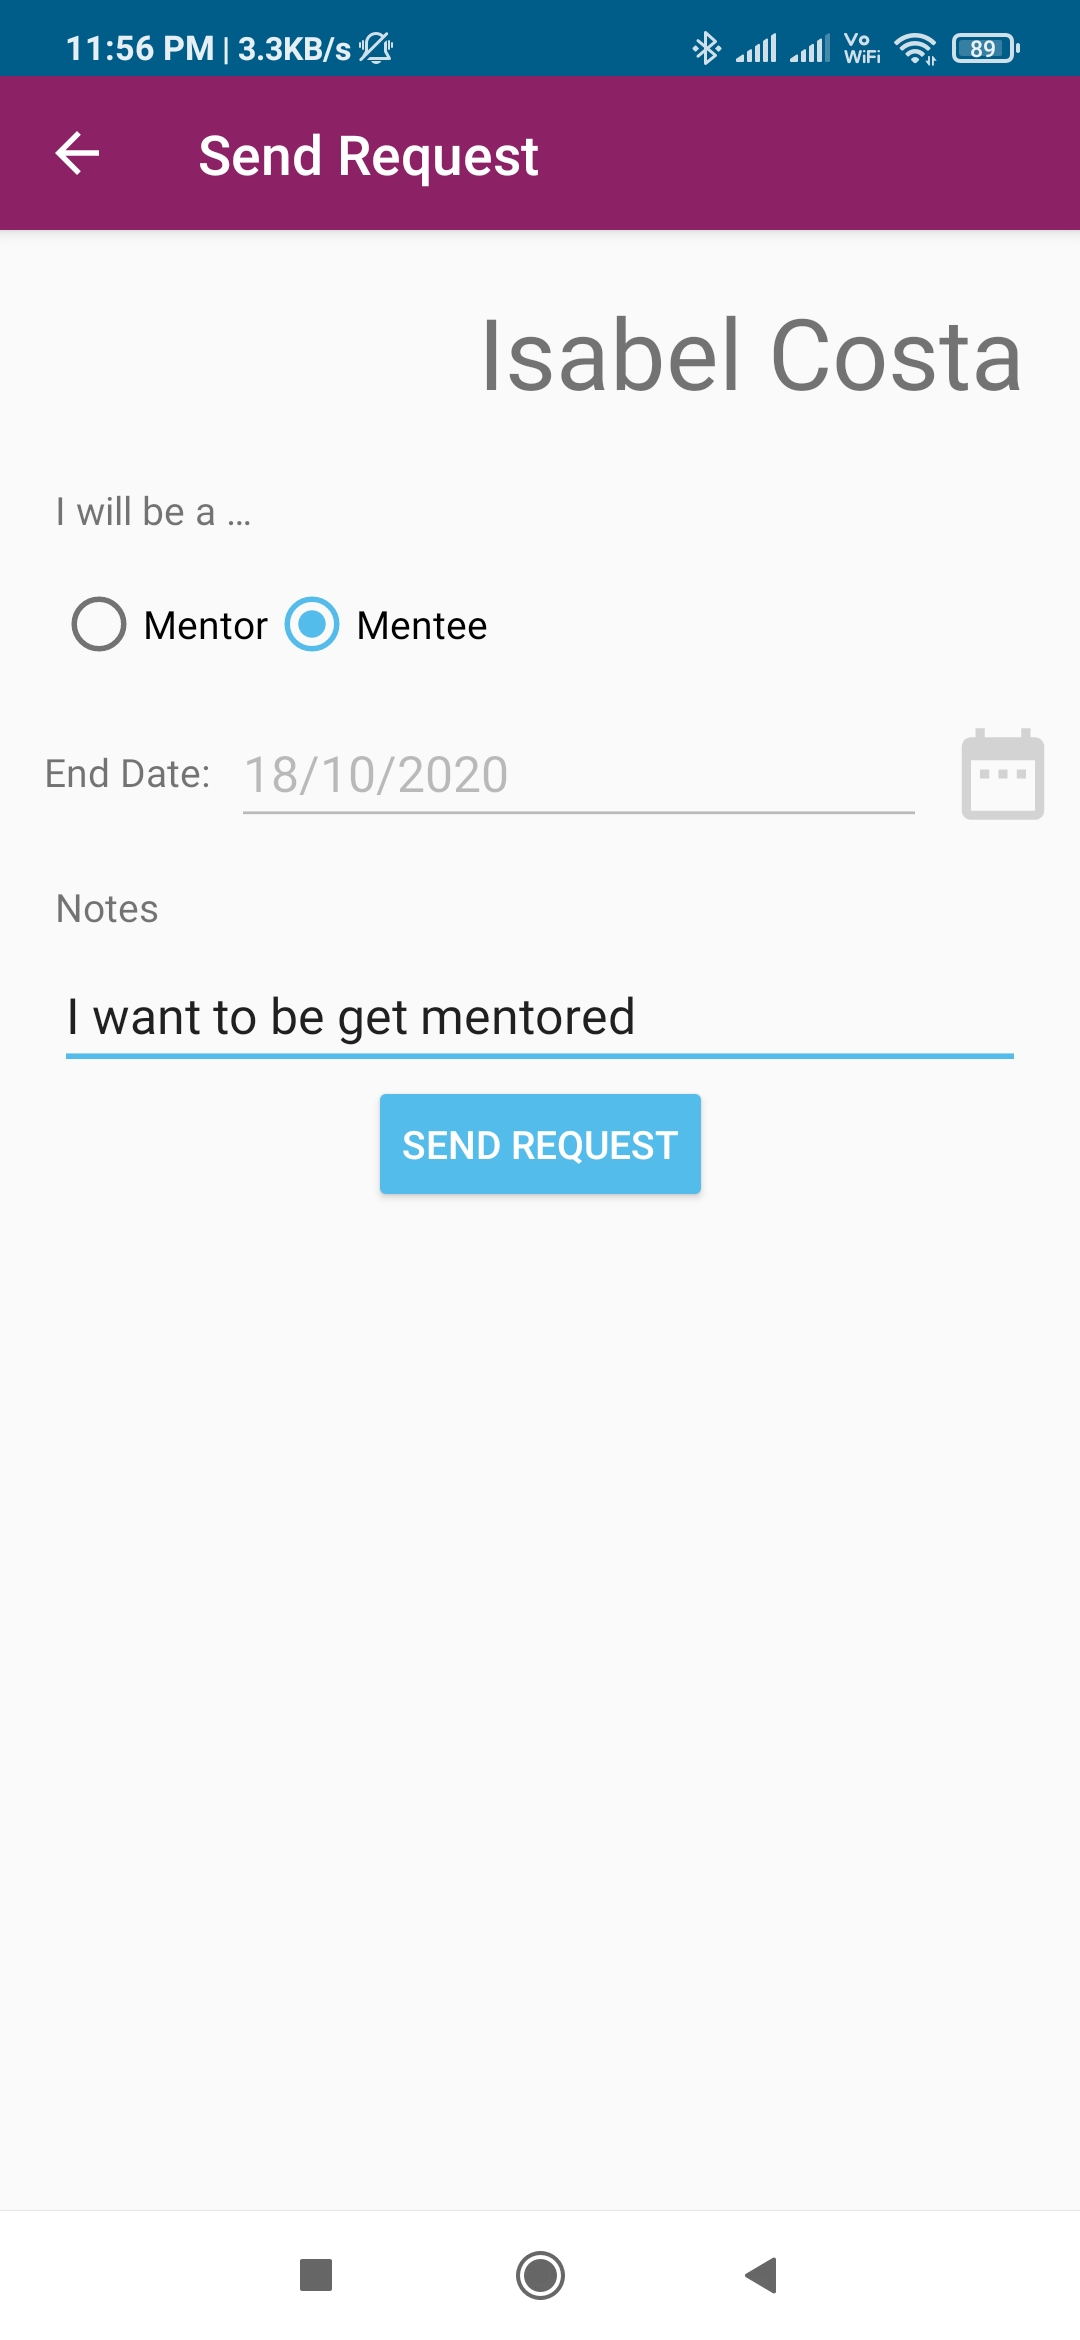 11:56 PM | 3.3KB/s Vo WiFi 89
Send Request
Isabel Costa
I will be a ...
Mentor Mentee
End Date: 18/10/2020
Notes
I want to be get mentored
SEND REQUEST